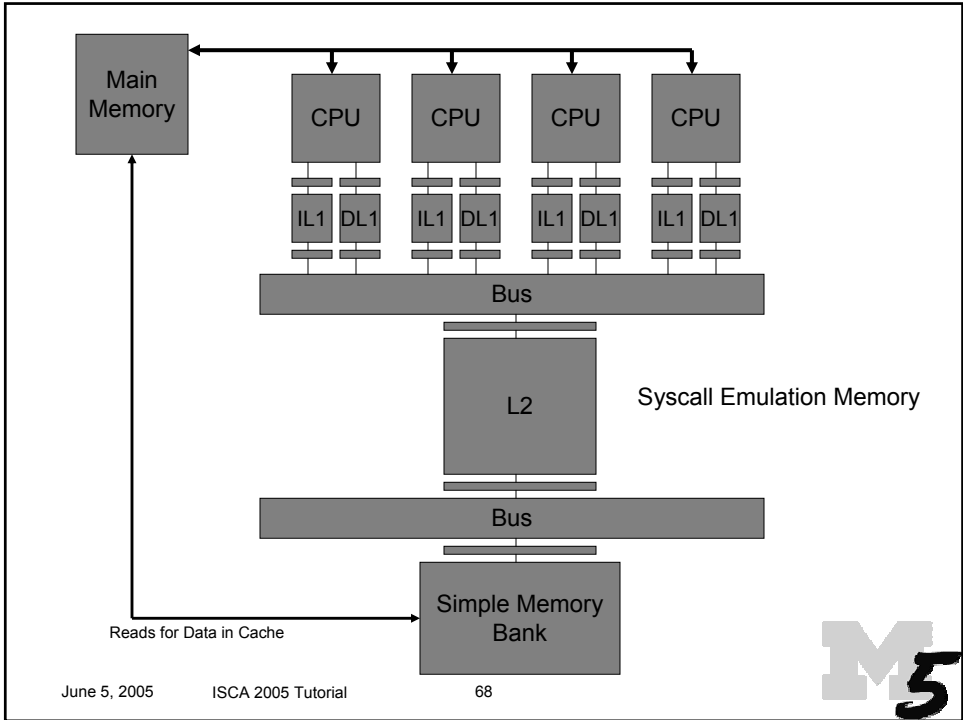 Main
Memory
CPU CPU CPU CPU
IL1 DL1 IL1 DL1 IL1 DL1 IL1 DL1
Bus
L2
Syscall Emulation Memory
Bus
Simple Memory
Bank
Reads for Data in Cache
June 5, 2005 ISCA 2005 Tutorial 68
M5